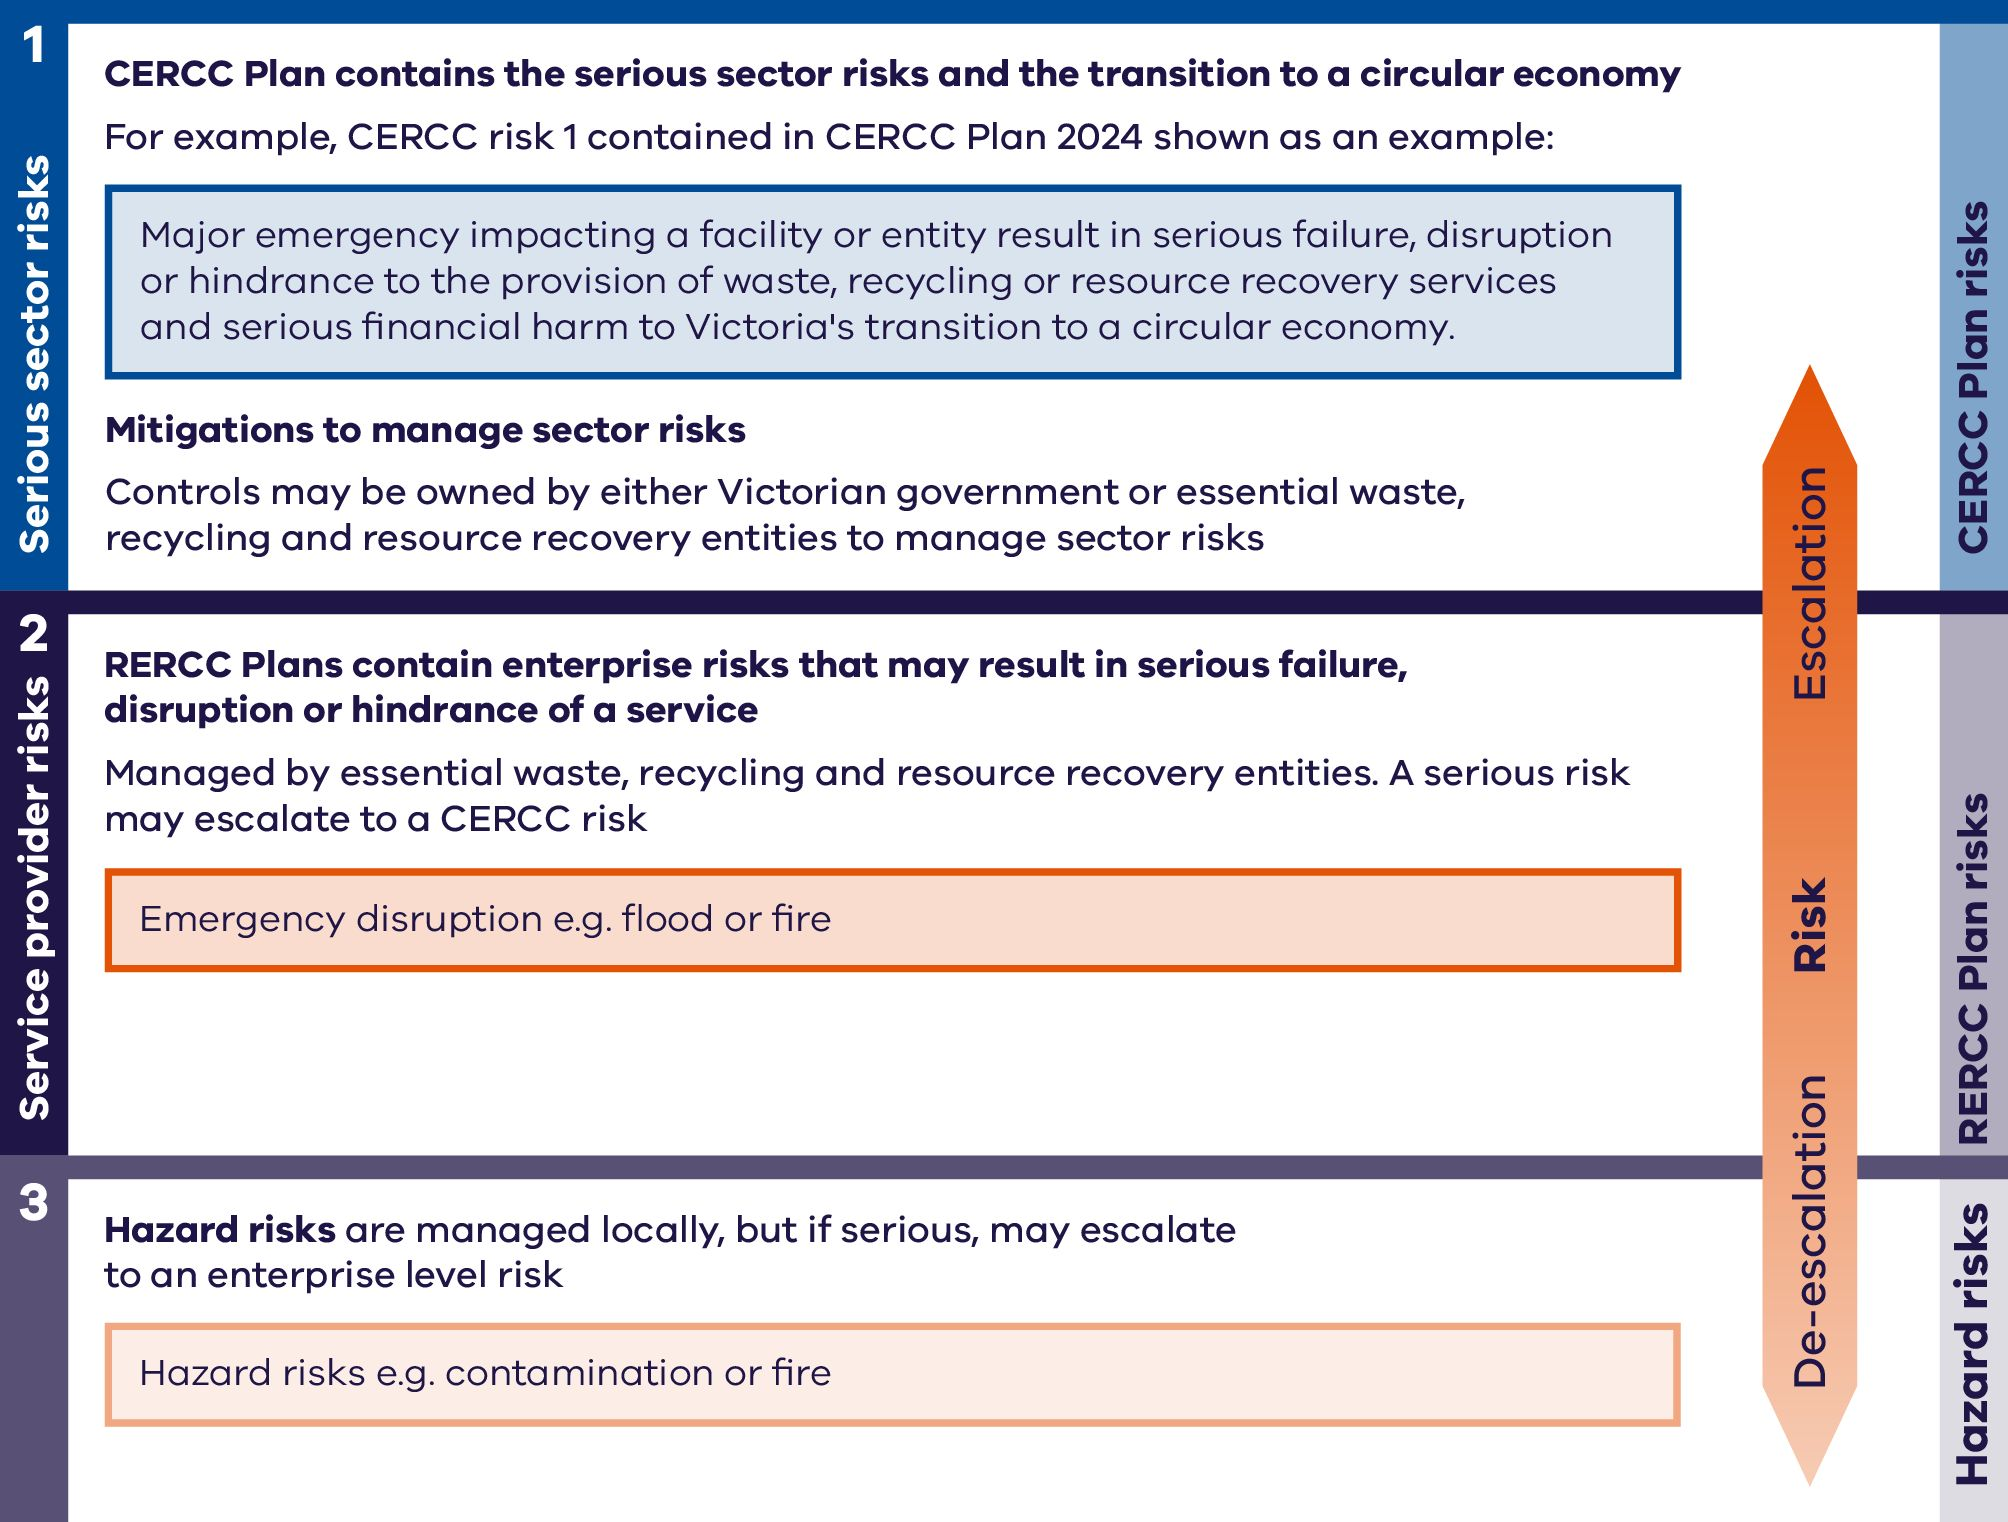 1
Serious sector risks
CERCC Plan contains the serious sector risks and the transition to a circular economy
For example, CERCC risk 1 contained in CERCC Plan 2024 shown as an example:
Major emergency impacting a facility or entity result in serious failure, disruption
or hindrance to the provision of waste, recycling or resource recovery services
and serious financial harm to Victoria's transition to a circular economy.
Mitigations to manage sector risks
Controls may be owned by either Victorian government or essential waste,
recycling and resource recovery entities to manage sector risks
CERCC Plan risks
2
Service provider risks
RERCC Plans contain enterprise risks that may result in serious failure,
disruption or hindrance of a service
Managed by essential waste, recycling and resource recovery entities. A serious risk
may escalate to a CERCC risk
Emergency disruption e.g. flood or fire
RERCC Plan risks
3
Hazard risks are managed locally, but if serious, may escalate
to an enterprise level risk
Hazard risks e.g. contamination or fire
Hazard risks
Escalation
Risk
De-escalation